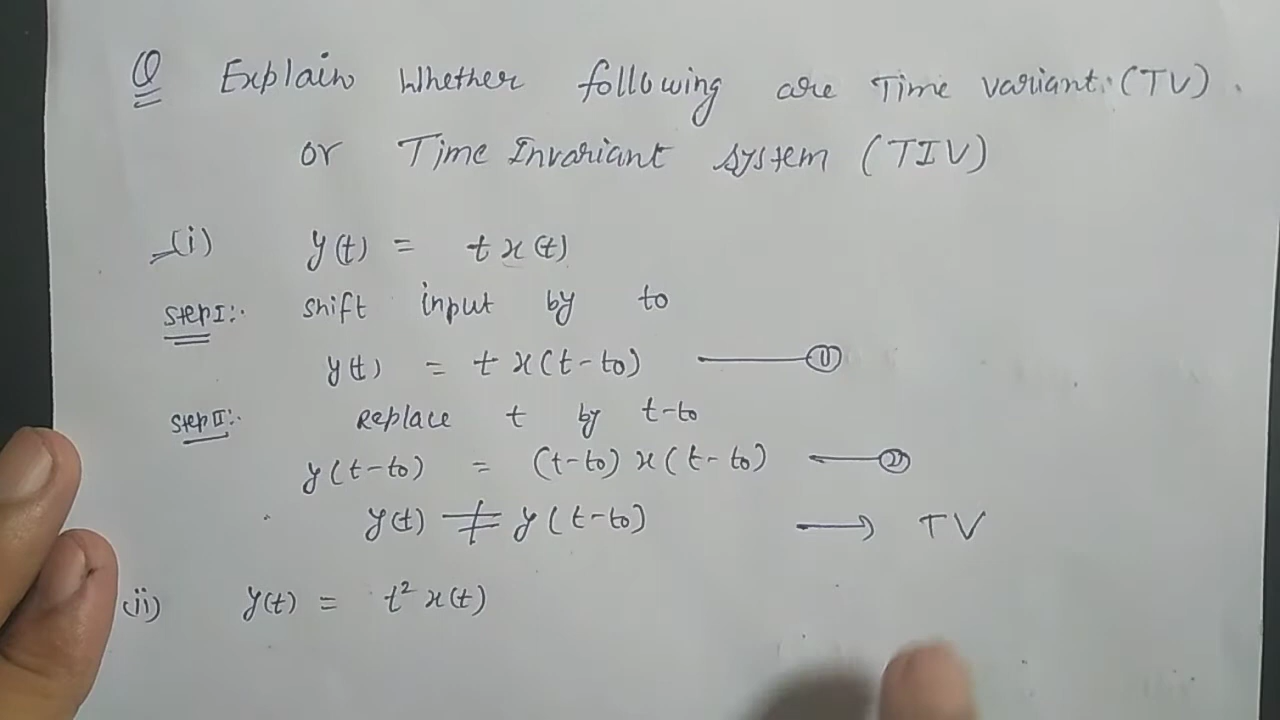 Q Explain Whether following are Time variant (TV).
or Time Invariant system (TIV)
(i) y(t) = t x(t)
Step I:- shift input by to
y(t) = t x(t-to) ①
Step II:- Replace t by t-to
y(t-to) = (t-to) x(t-to) ②
y(t) ≠ y(t-to) → TV
(ii) y(t) = t² x(t)